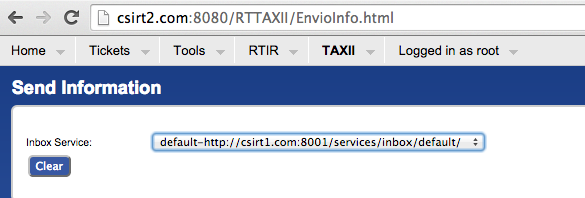 csirt2.com:8080/RTTAXII/EnvioInfo.html
Home Tickets Tools RTIR TAXII Logged in as root
Send Information
Inbox Service: default-http://csirt1.com:8001/services/inbox/default/
Clear